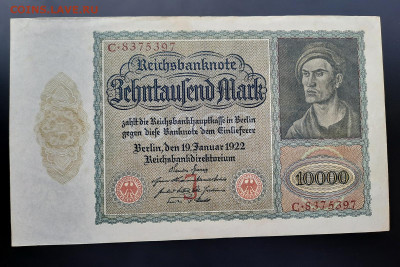 COINS.LAVE.RU
C·8375397
Reichsbanknote
Zehntausend Mark
zahlt die Reichsbankhauptkasse in Berlin
gegen diese Banknote dem Einlieferer
Berlin, den 19. Januar 1922
Reichsbankdirektorium
10000
C·8375397